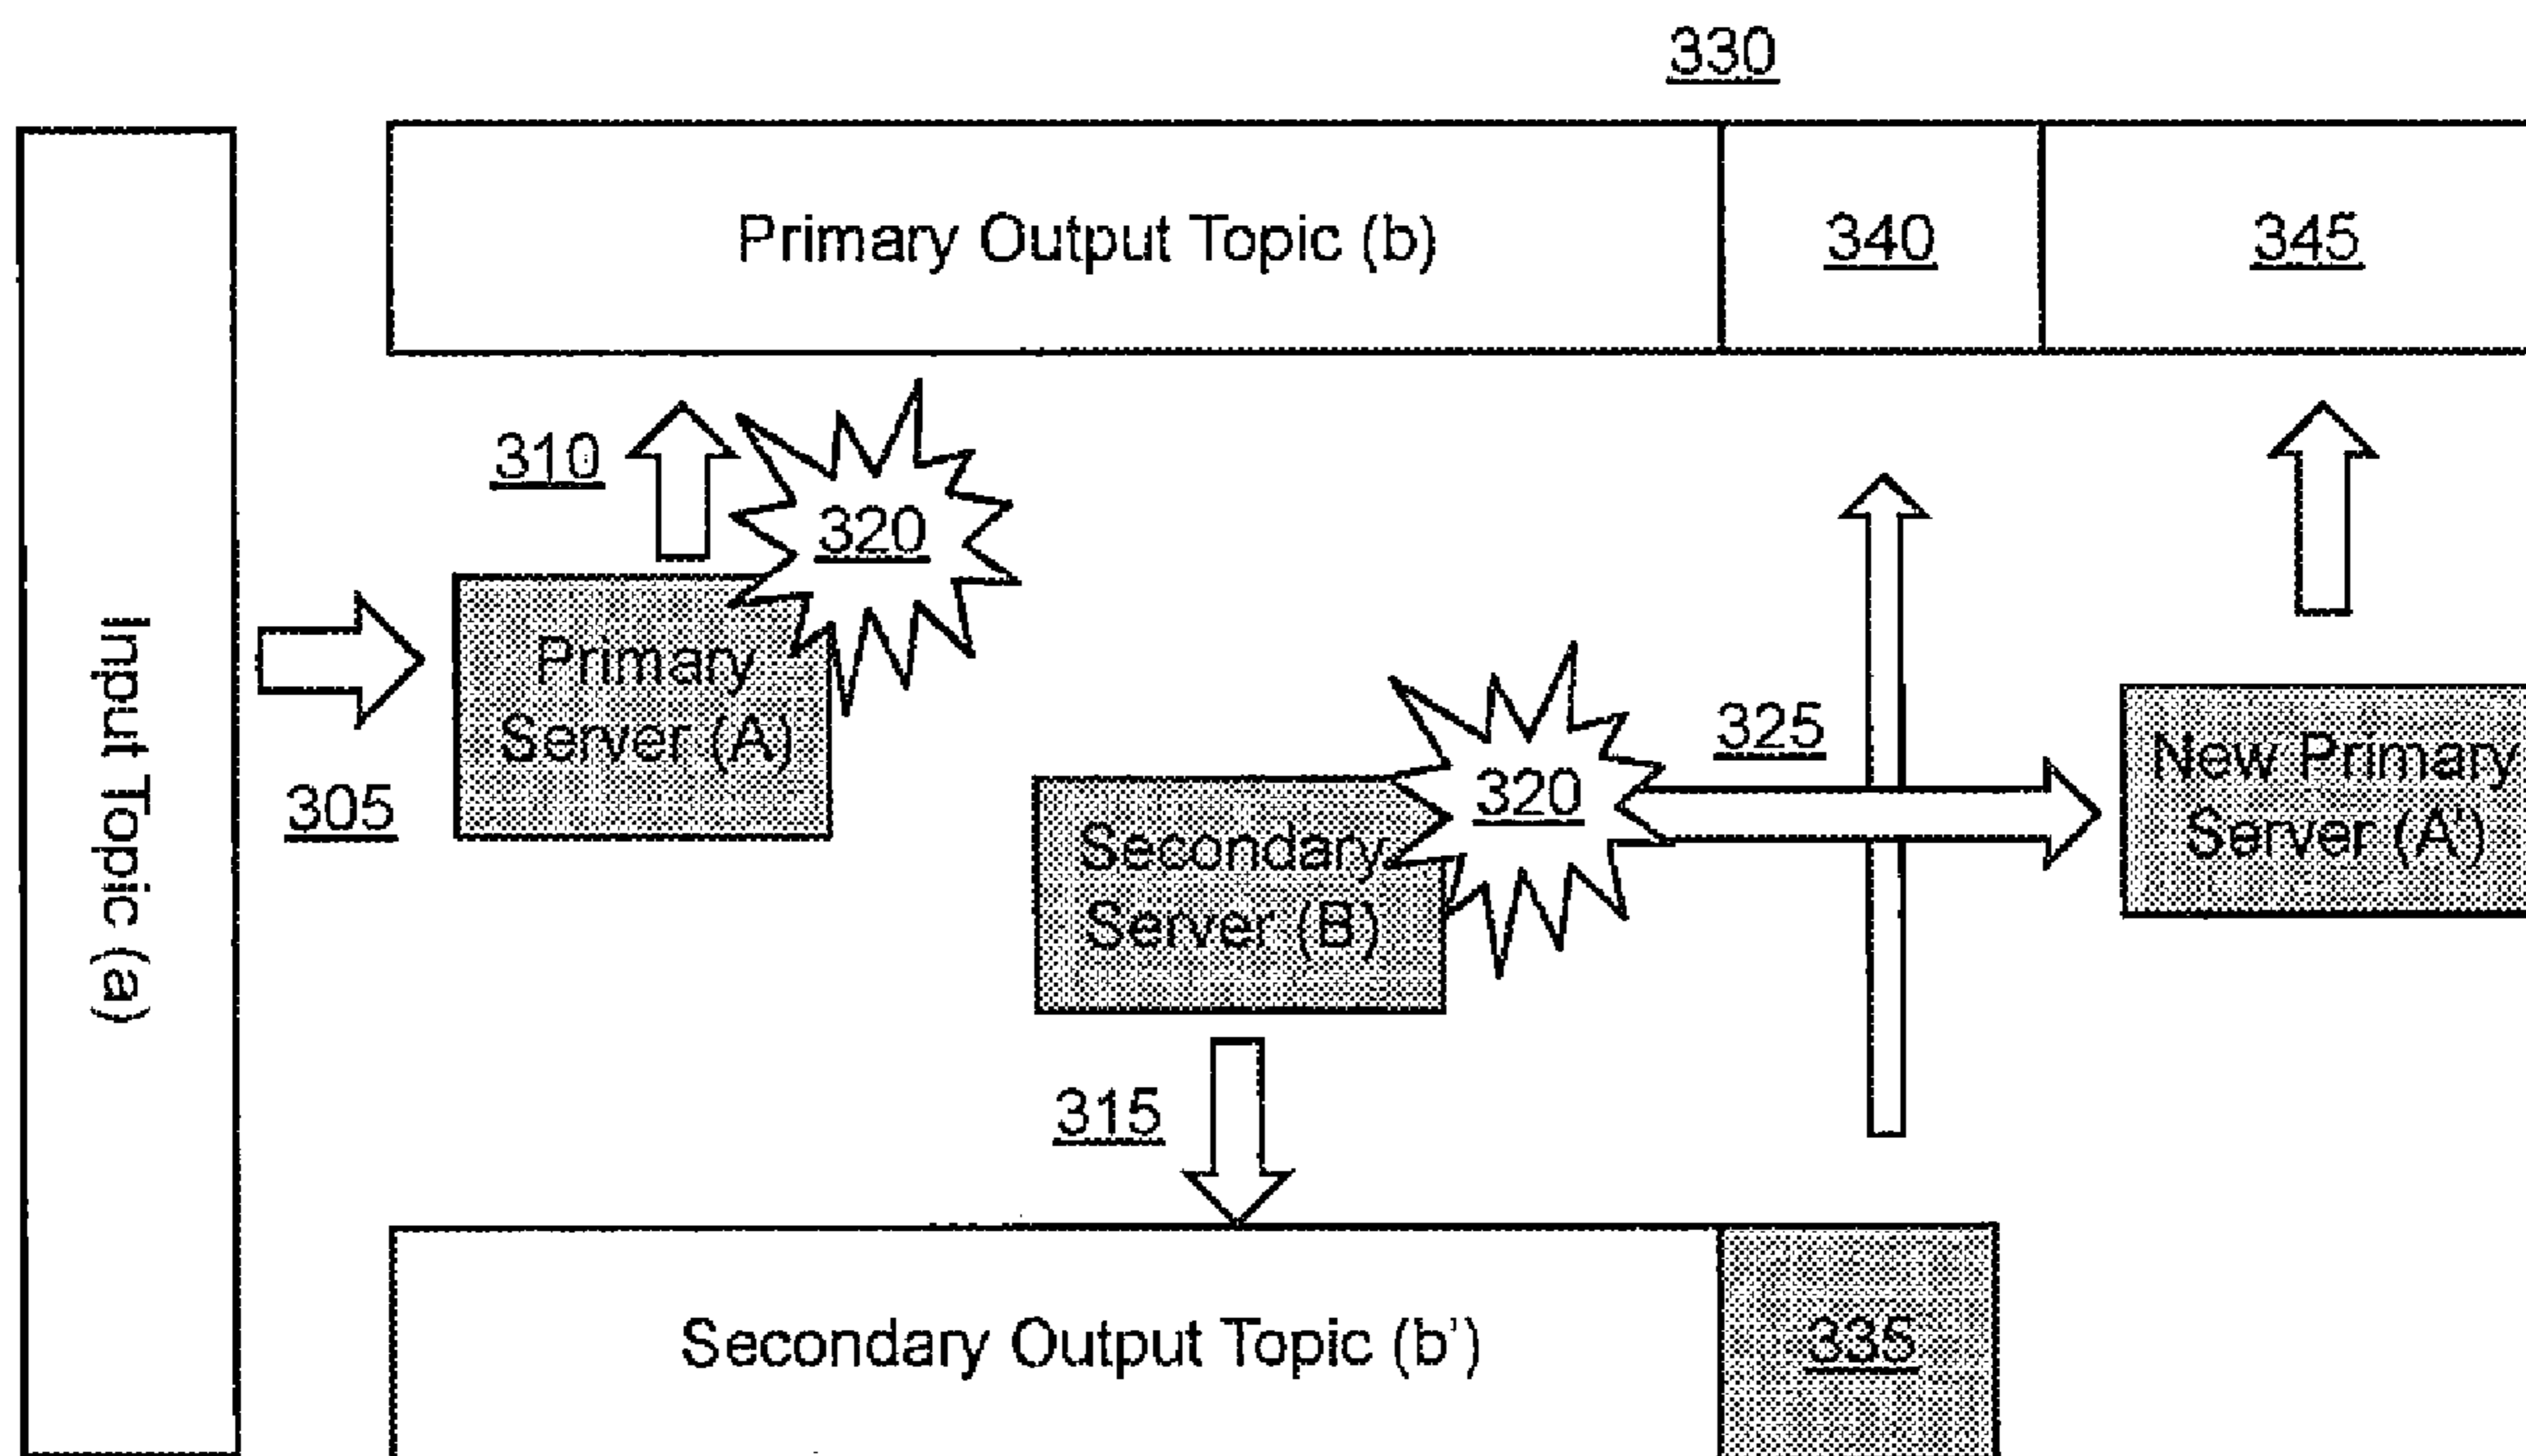 330
Primary Output Topic (b)
340
345
310
320
Input Topic (a)
305
Primary
Server (A)
325
320
Secondary
Server (B)
New Primary
Server (A')
315
Secondary Output Topic (b')
335